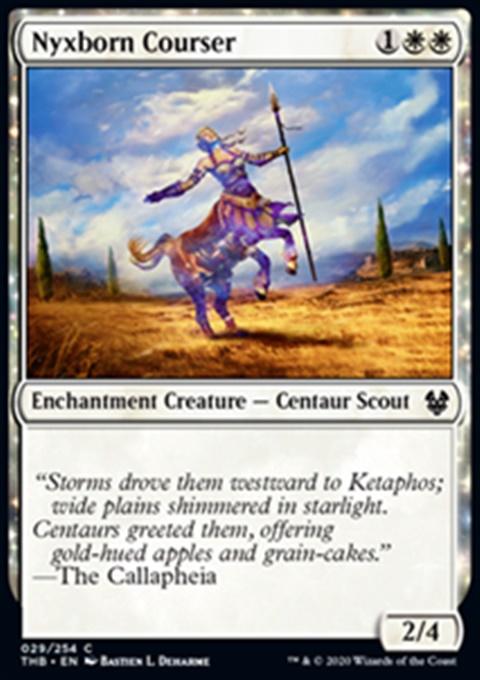 Nyxborn Courser 1
Enchantment Creature — Centaur Scout
“Storms drove them westward to Ketaphos;
wide plains shimmered in starlight.
Centaurs greeted them, offering
gold-hued apples and grain-cakes.”
—The Callapheia
2/4
029/254 C
THB • EN Bastien L. Deharme
™ & © 2020 Wizards of the Coast